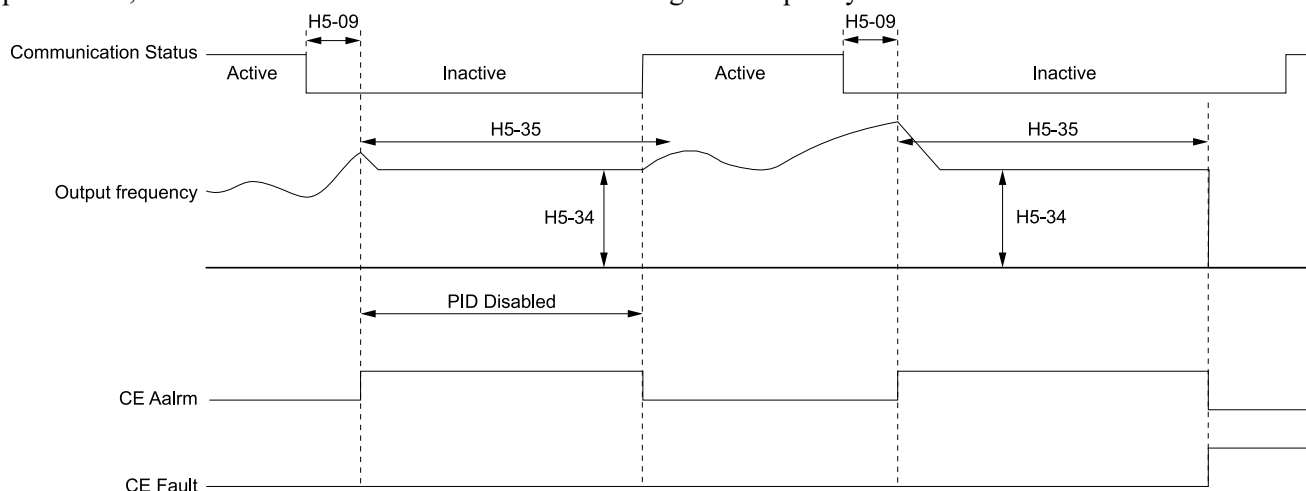 H5-09 H5-09
Communication Status
Active Inactive Active Inactive
H5-35 H5-35
Output frequency
H5-34 H5-34
PID Disabled
CE Aalrm
CE Fault